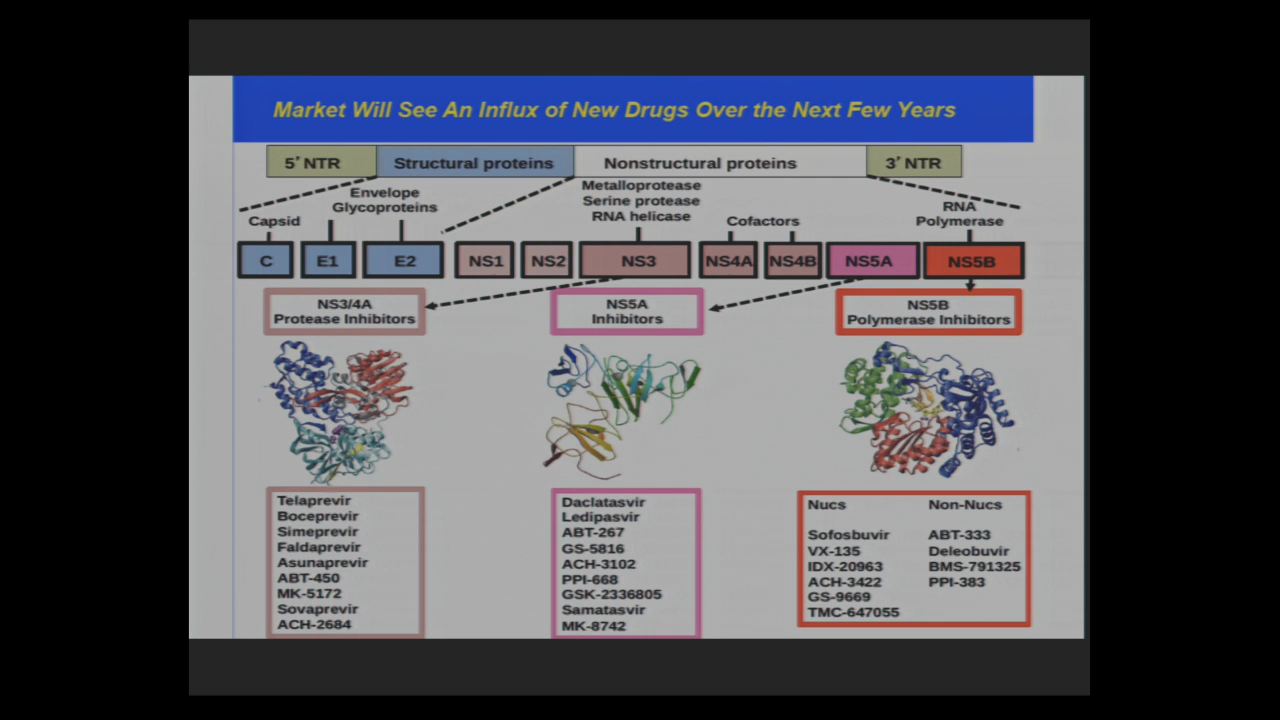 Market Will See An Influx of New Drugs Over the Next Few Years
5’ NTR
Structural proteins
Nonstructural proteins
3’ NTR
Capsid
Envelope
Glycoproteins
Metalloprotease
Serine protease
RNA helicase
Cofactors
RNA
Polymerase
C
E1
E2
NS1
NS2
NS3
NS4A
NS4B
NS5A
NS5B
NS3/4A
Protease Inhibitors
NS5A
Inhibitors
NS5B
Polymerase Inhibitors
Telaprevir
Boceprevir
Simeprevir
Faldaprevir
Asunaprevir
ABT-450
MK-5172
Sovaprevir
ACH-2684
Daclatasvir
Ledipasvir
ABT-267
GS-5816
ACH-3102
PPI-668
GSK-2336805
Samatasvir
MK-8742
Nucs
Sofosbuvir
VX-135
IDX-20963
ACH-3422
GS-9669
TMC-647055
Non-Nucs
ABT-333
Deleobuvir
BMS-791325
PPI-383